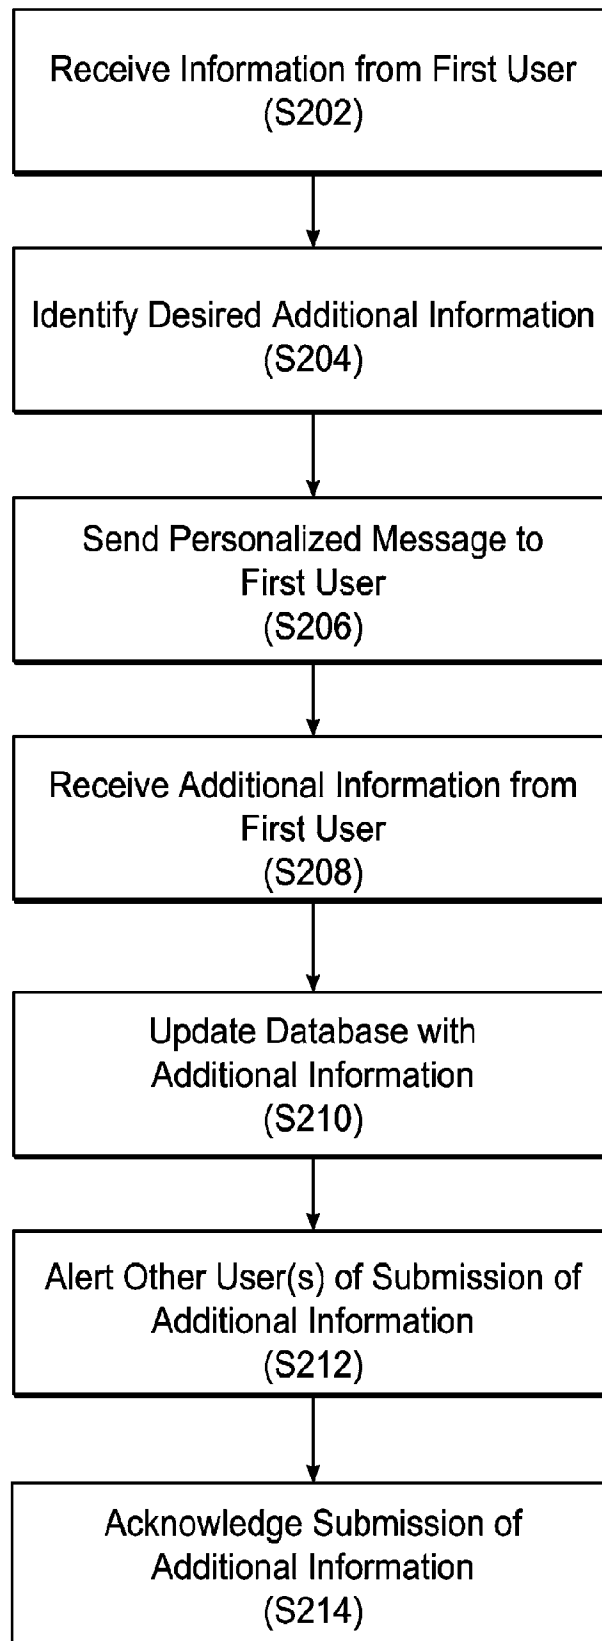 Receive Information from First User
(S202)
Identify Desired Additional Information
(S204)
Send Personalized Message to
First User
(S206)
Receive Additional Information from
First User
(S208)
Update Database with
Additional Information
(S210)
Alert Other User(s) of Submission of
Additional Information
(S212)
Acknowledge Submission of
Additional Information
(S214)